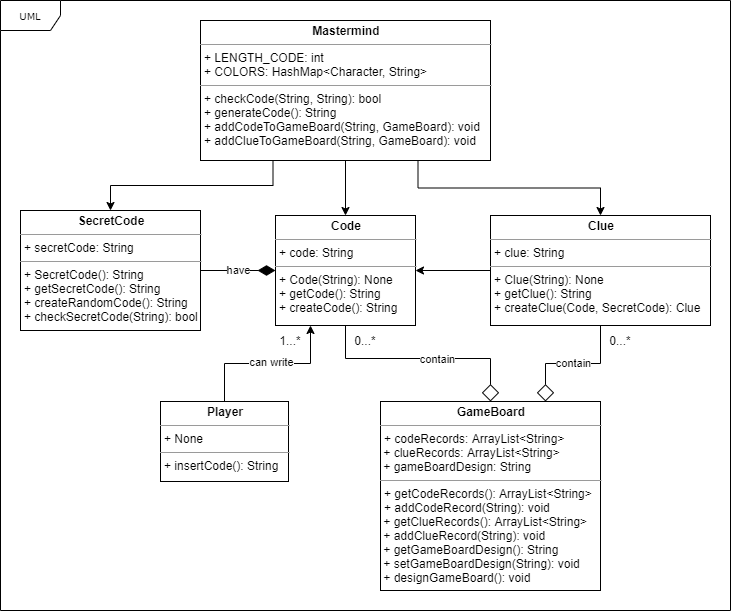 UML
Mastermind
+ LENGTH_CODE: int
+ COLORS: HashMap<Character, String>
+ checkCode(String, String): bool
+ generateCode(): String
+ addCodeToGameBoard(String, GameBoard): void
+ addClueToGameBoard(String, GameBoard): void
SecretCode
+ secretCode: String
+ SecretCode(): String
+ getSecretCode(): String
+ createRandomCode(): String
+ checkSecretCode(String): bool
have
Code
+ code: String
+ Code(String): None
+ getCode(): String
+ createCode(): String
Clue
+ clue: String
+ Clue(String): None
+ getClue(): String
+ createClue(Code, SecretCode): Clue
1...*
0...*
0...*
can write
contain
contain
Player
+ None
+ insertCode(): String
GameBoard
+ codeRecords: ArrayList<String>
+ clueRecords: ArrayList<String>
+ gameBoardDesign: String
+ getCodeRecords(): ArrayList<String>
+ addCodeRecord(String): void
+ getClueRecords(): ArrayList<String>
+ addClueRecord(String): void
+ getGameBoardDesign(): String
+ setGameBoardDesign(String): void
+ designGameBoard(): void